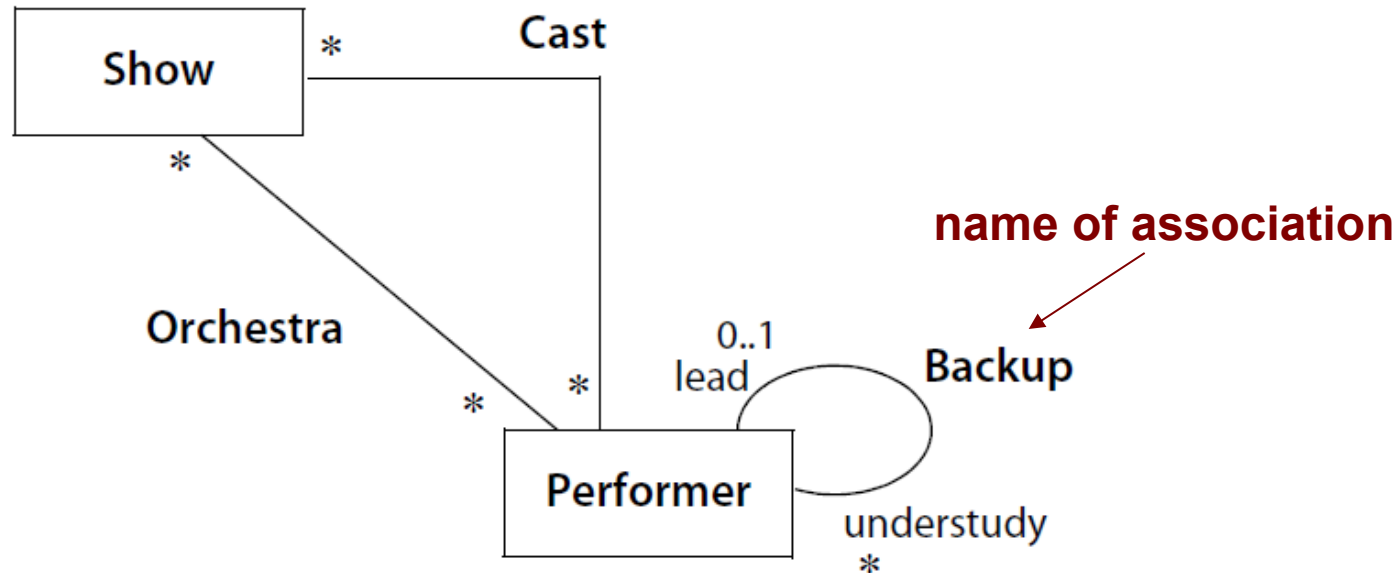 Cast
*
Show
*
name of association
Orchestra
0..1
Backup
lead
*
*
Performer
understudy
*